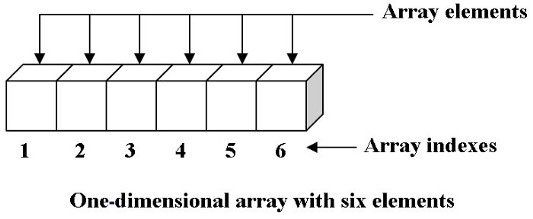 Array elements
1 2 3 4 5 6
Array indexes
One-dimensional array with six elements